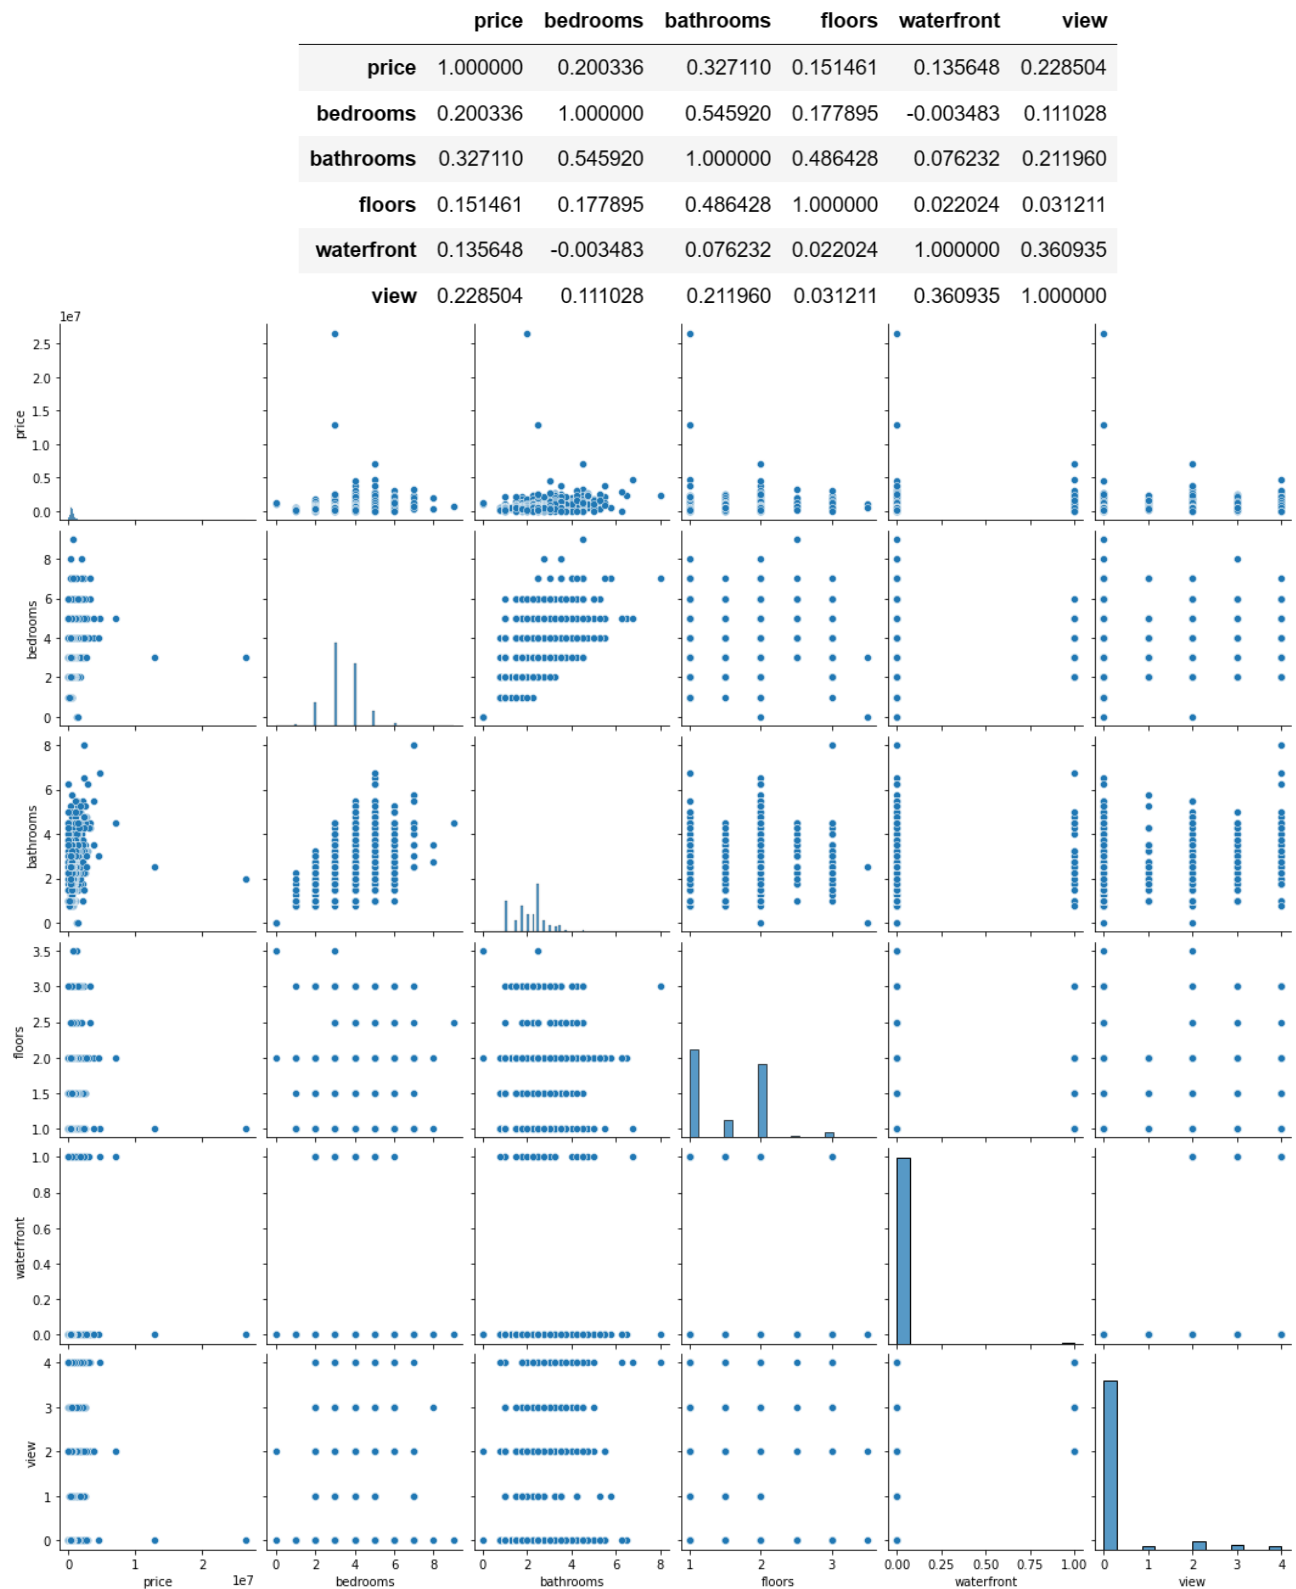 price bedrooms bathrooms floors waterfront view
price 1.000000 0.200336 0.327110 0.151461 0.135648 0.228504
bedrooms 0.200336 1.000000 0.545920 0.177895 -0.003483 0.111028
bathrooms 0.327110 0.545920 1.000000 0.486428 0.076232 0.211960
floors 0.151461 0.177895 0.486428 1.000000 0.022024 0.031211
waterfront 0.135648 -0.003483 0.076232 0.022024 1.000000 0.360935
view 0.228504 0.111028 0.211960 0.031211 0.360935 1.000000
1e7
2.5
2.0
1.5
1.0
0.5
0.0
price
8
6
4
2
0
bedrooms
8
6
4
2
0
bathrooms
3.5
3.0
2.5
2.0
1.5
1.0
floors
1.0
0.8
0.6
0.4
0.2
0.0
waterfront
4
3
2
1
0
view
0 1 2 0 2 4 6 8 0 2 4 6 8 1 2 3 0.00 0.25 0.50 0.75 1.00 0 1 2 3 4
price 1e7 bedrooms bathrooms floors waterfront view